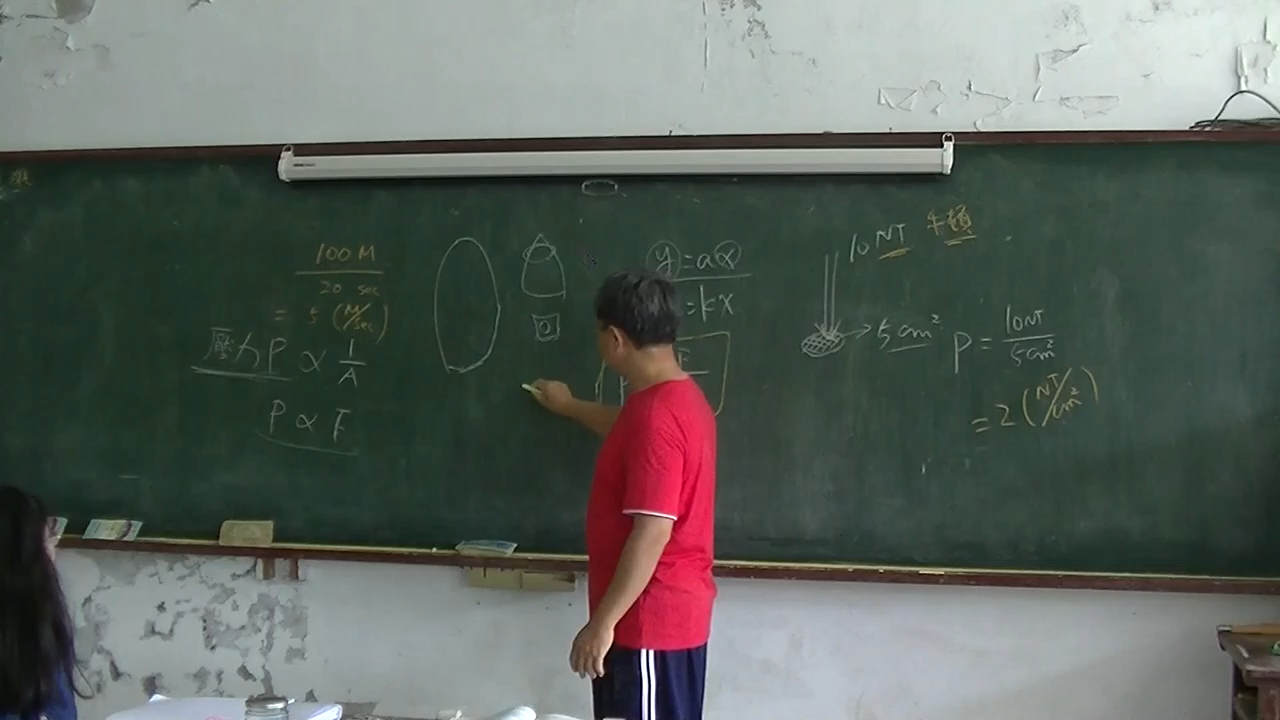 100 M
20 sec
= 5 (M/sec)
壓力 P ∝ 1/A
P ∝ F
y = ax
= kx
10 NT 牛頓
5 cm²
P = 10NT/5cm²
= 2 (NT/cm²)